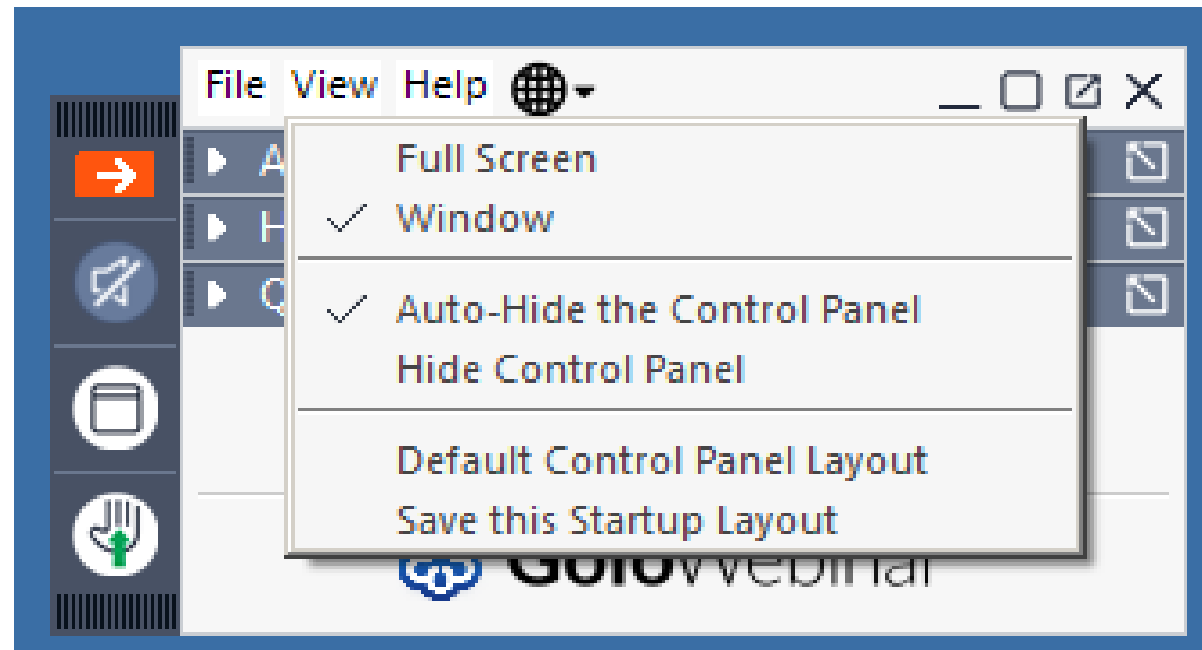 File View Help
Full Screen
Window
Auto-Hide the Control Panel
Hide Control Panel
Default Control Panel Layout
Save this Startup Layout
GoToWebinar